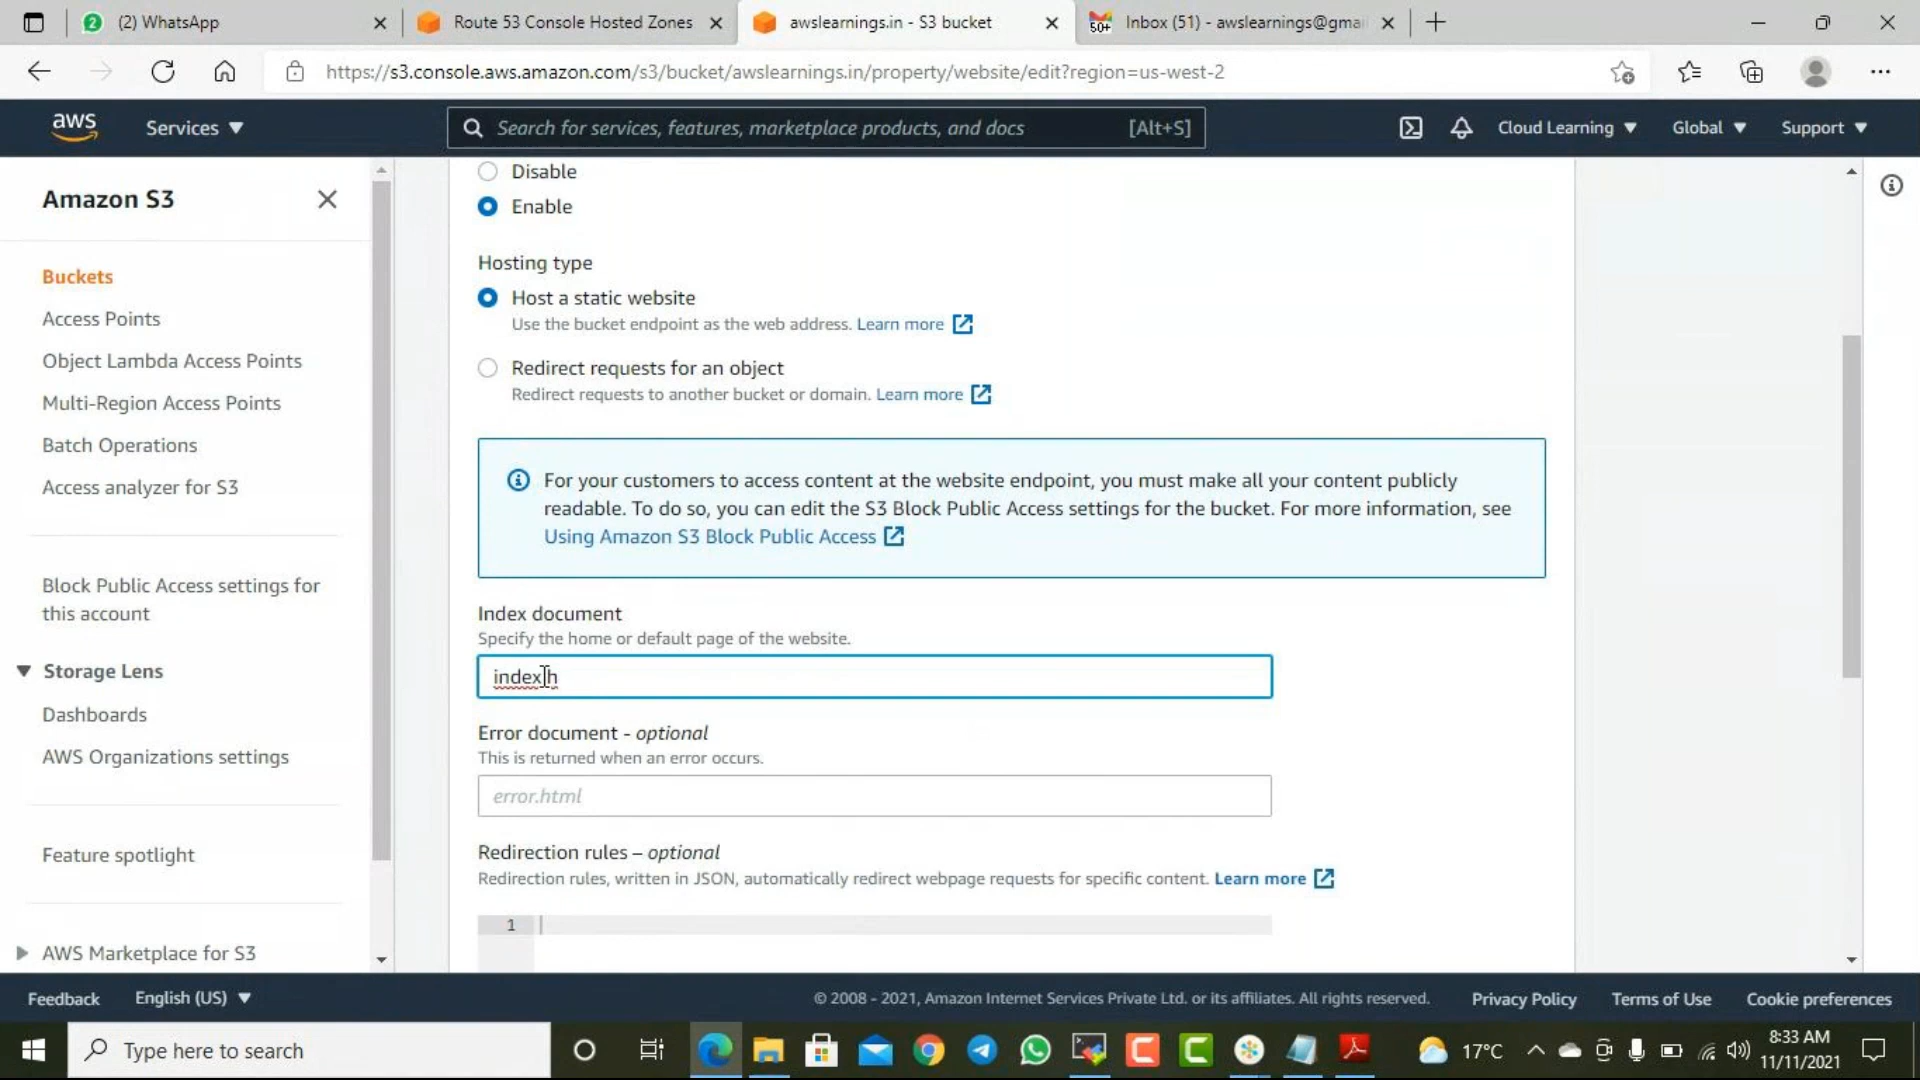 (2) WhatsApp
Route 53 Console Hosted Zones
awslearnings.in - S3 bucket
50+
Inbox (51) - awslearnings@gmai
https://s3.console.aws.amazon.com/s3/bucket/awslearnings.in/property/website/edit?region=us-west-2
aws
Services
Search for services, features, marketplace products, and docs
[Alt+S]
Cloud Learning
Global
Support
Amazon S3
Buckets
Access Points
Object Lambda Access Points
Multi-Region Access Points
Batch Operations
Access analyzer for S3
Block Public Access settings for
this account
Storage Lens
Dashboards
AWS Organizations settings
Feature spotlight
AWS Marketplace for S3
Disable
Enable
Hosting type
Host a static website
Use the bucket endpoint as the web address. Learn more
Redirect requests for an object
Redirect requests to another bucket or domain. Learn more
For your customers to access content at the website endpoint, you must make all your content publicly
readable. To do so, you can edit the S3 Block Public Access settings for the bucket. For more information, see
Using Amazon S3 Block Public Access
Index document
Specify the home or default page of the website.
index.h
Error document - optional
This is returned when an error occurs.
error.html
Redirection rules – optional
Redirection rules, written in JSON, automatically redirect webpage requests for specific content. Learn more
1
Feedback
English (US)
© 2008 - 2021, Amazon Internet Services Private Ltd. or its affiliates. All rights reserved.
Privacy Policy
Terms of Use
Cookie preferences
Type here to search
17°C
8:33 AM
11/11/2021